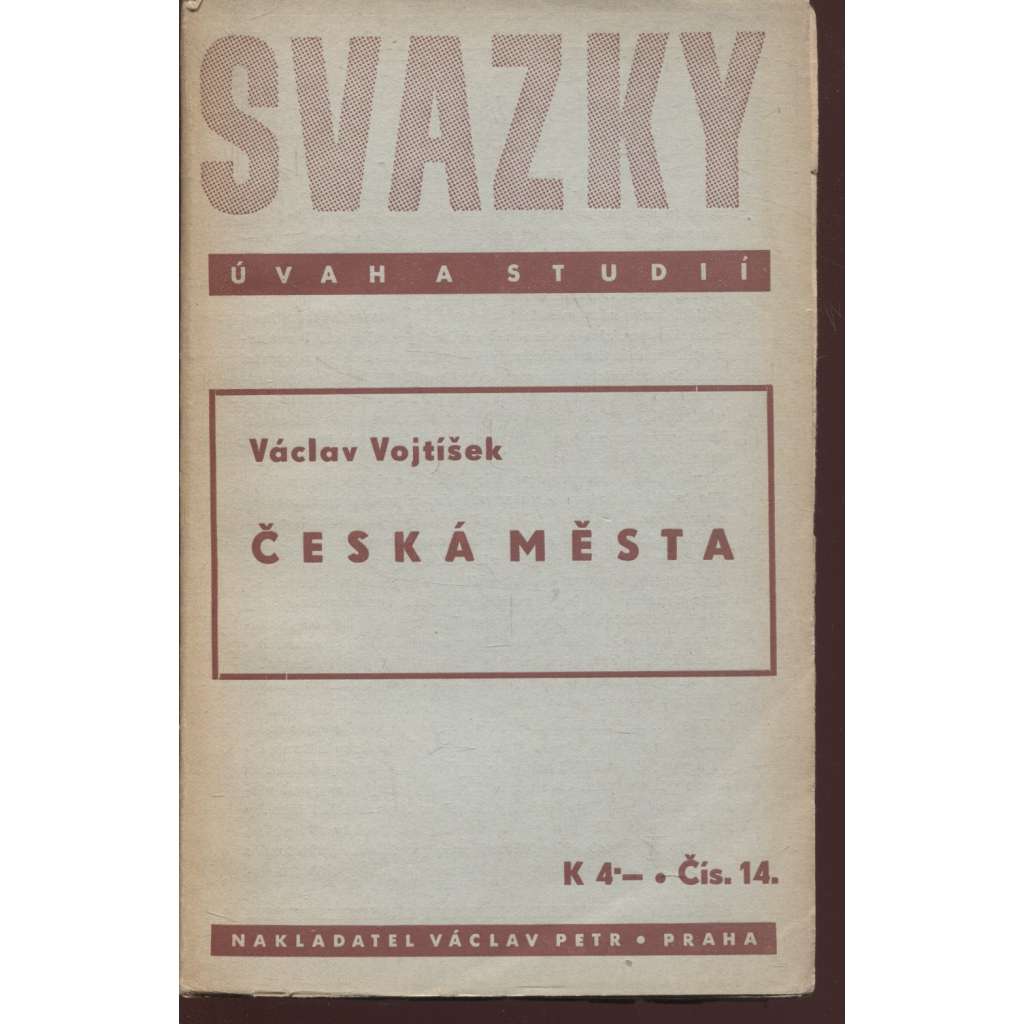 SVAZKY
ÚVAH A STUDIÍ
Václav Vojtíšek
ČESKÁ MĚSTA
K 4·— • Čís. 14.
NAKLADATEL VÁCLAV PETR • PRAHA